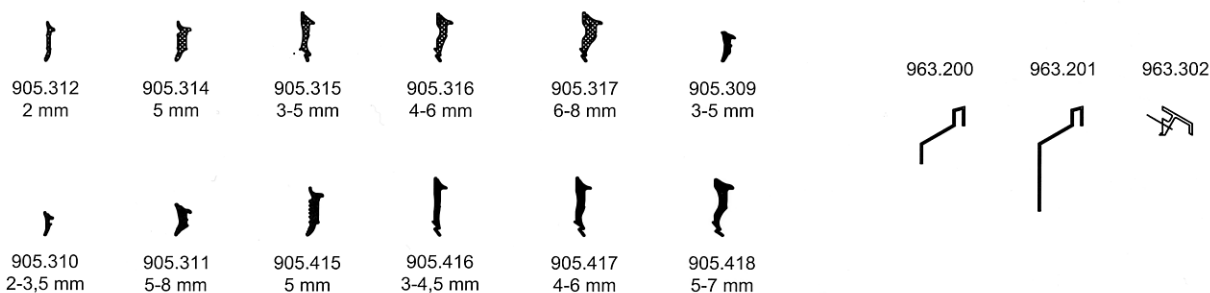 905.312 905.314 905.315 905.316 905.317 905.309
2 mm 5 mm 3-5 mm 4-6 mm 6-8 mm 3-5 mm
963.200 963.201 963.302
905.310 905.311 905.415 905.416 905.417 905.418
2-3,5 mm 5-8 mm 5 mm 3-4,5 mm 4-6 mm 5-7 mm